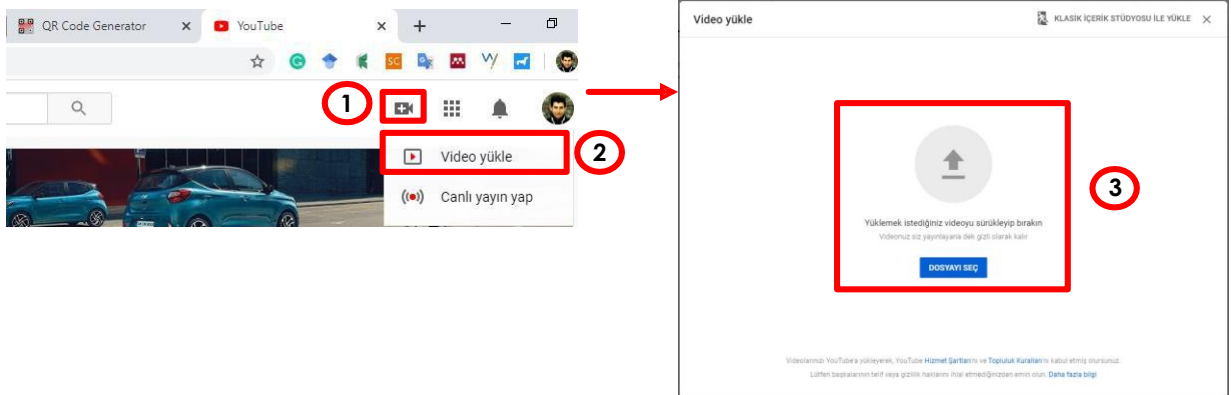 QR Code Generator
YouTube
SC
1
Video yükle
2
Canlı yayın yap
Video yükle
KLASİK İÇERİK STÜDYOSU İLE YÜKLE
Yüklemek istediğiniz videoyu sürükleyip bırakın
Videonuz siz yayınlayana dek gizli olarak kalır
DOSYAYI SEÇ
3
Videolarınızı YouTube'a yükleyerek, YouTube Hizmet Şartları'nı ve Topluluk Kuralları'nı kabul etmiş olursunuz.
Lütfen başkalarının telif veya gizlilik haklarını ihlal etmediğinizden emin olun. Daha fazla bilgi